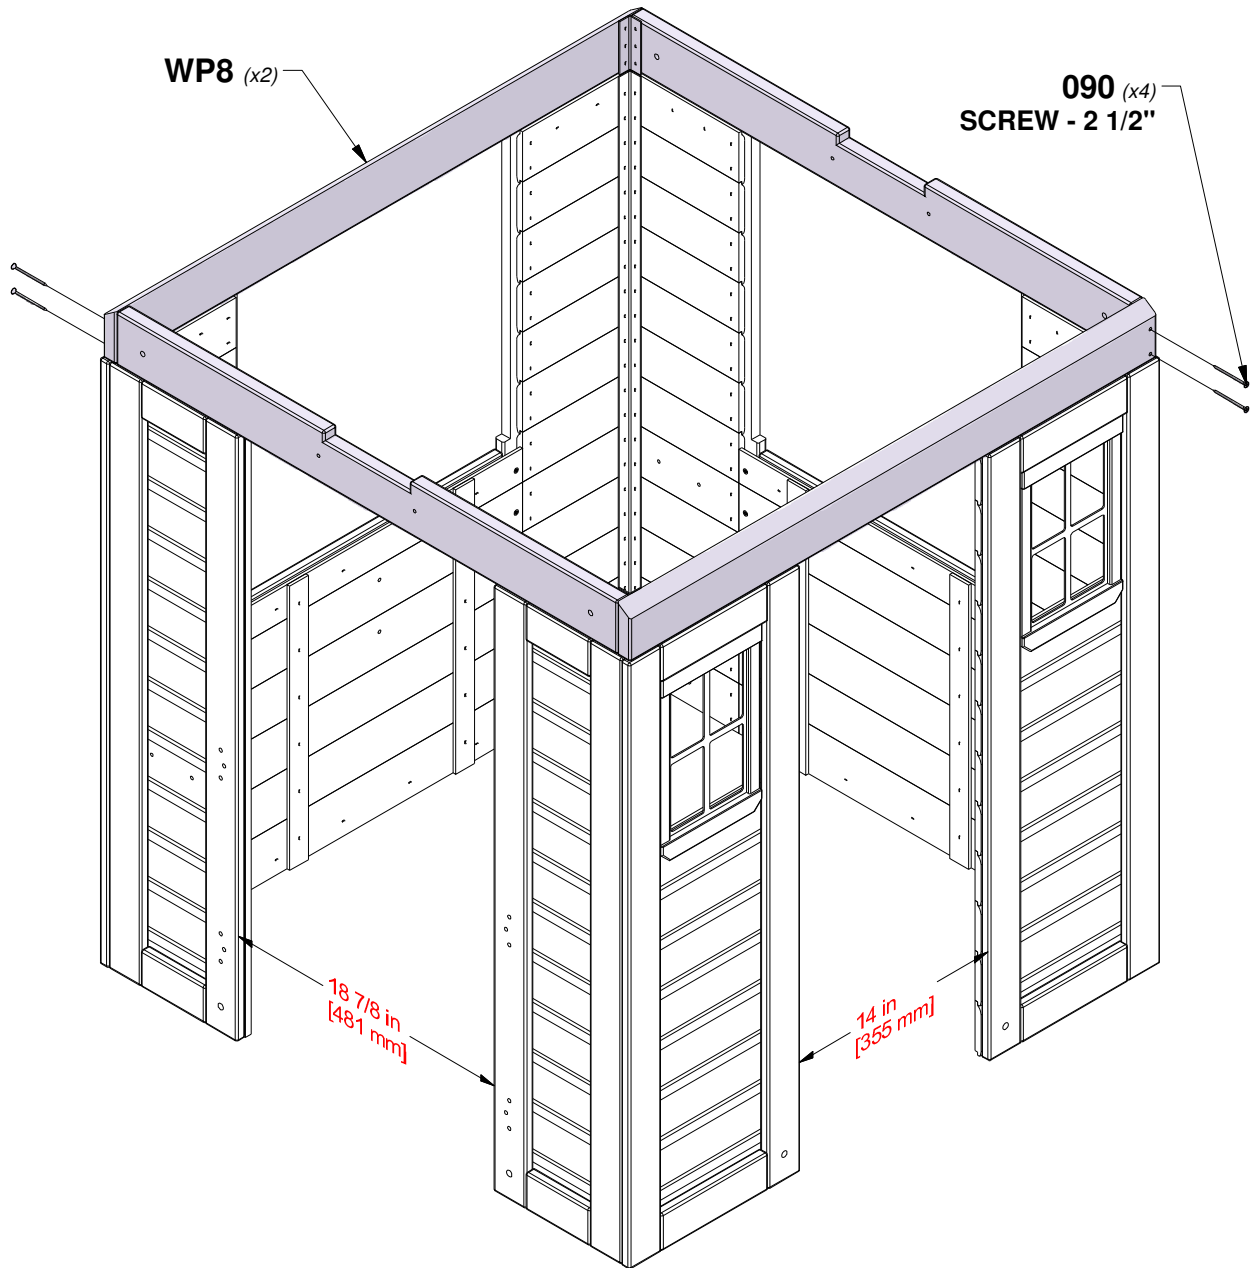 WP8 (x2)
090 (x4)
SCREW - 2 1/2"
18 7/8 in
[481 mm]
14 in
[355 mm]